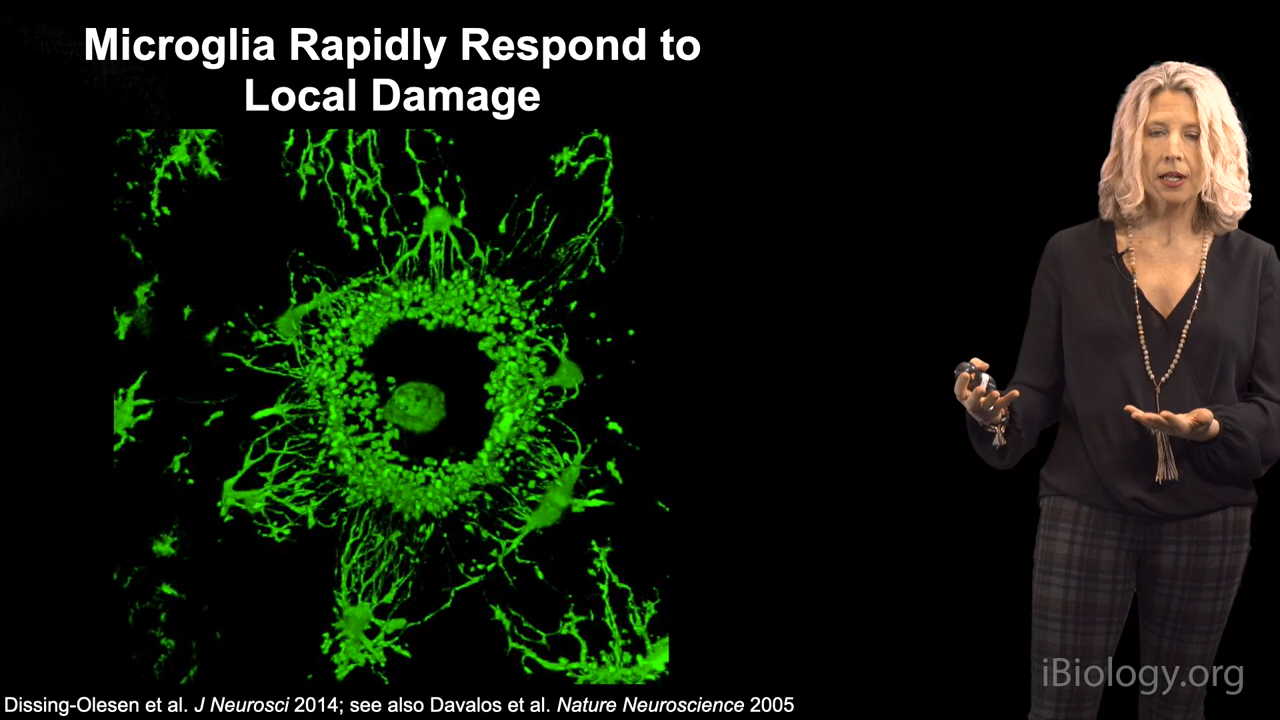 Microglia Rapidly Respond to
Local Damage
iBiology.org
Dissing-Olesen et al. J Neurosci 2014; see also Davalos et al. Nature Neuroscience 2005